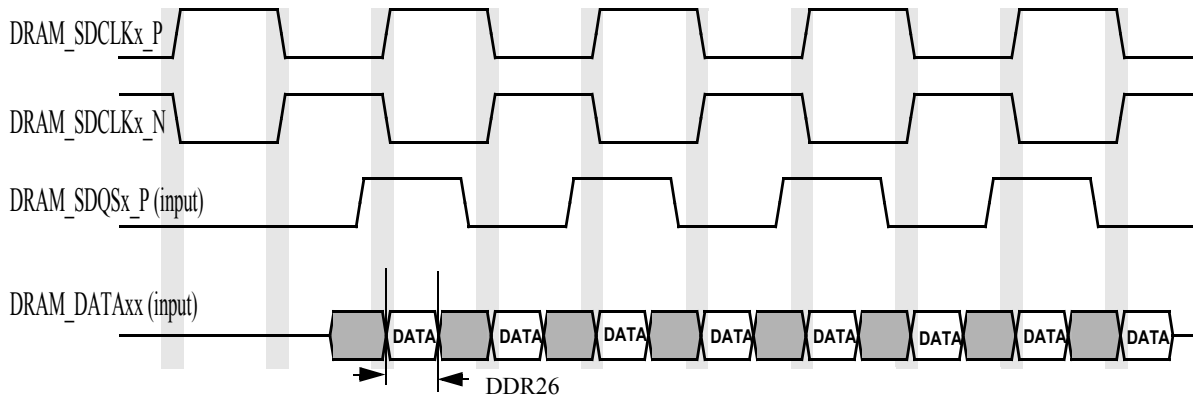 DRAM_SDCLKx_P
DRAM_SDCLKx_N
DRAM_SDQSx_P (input)
DRAM_DATAxx (input)
DATA DATA DATA DATA DATA DATA DATA DATA
DDR26